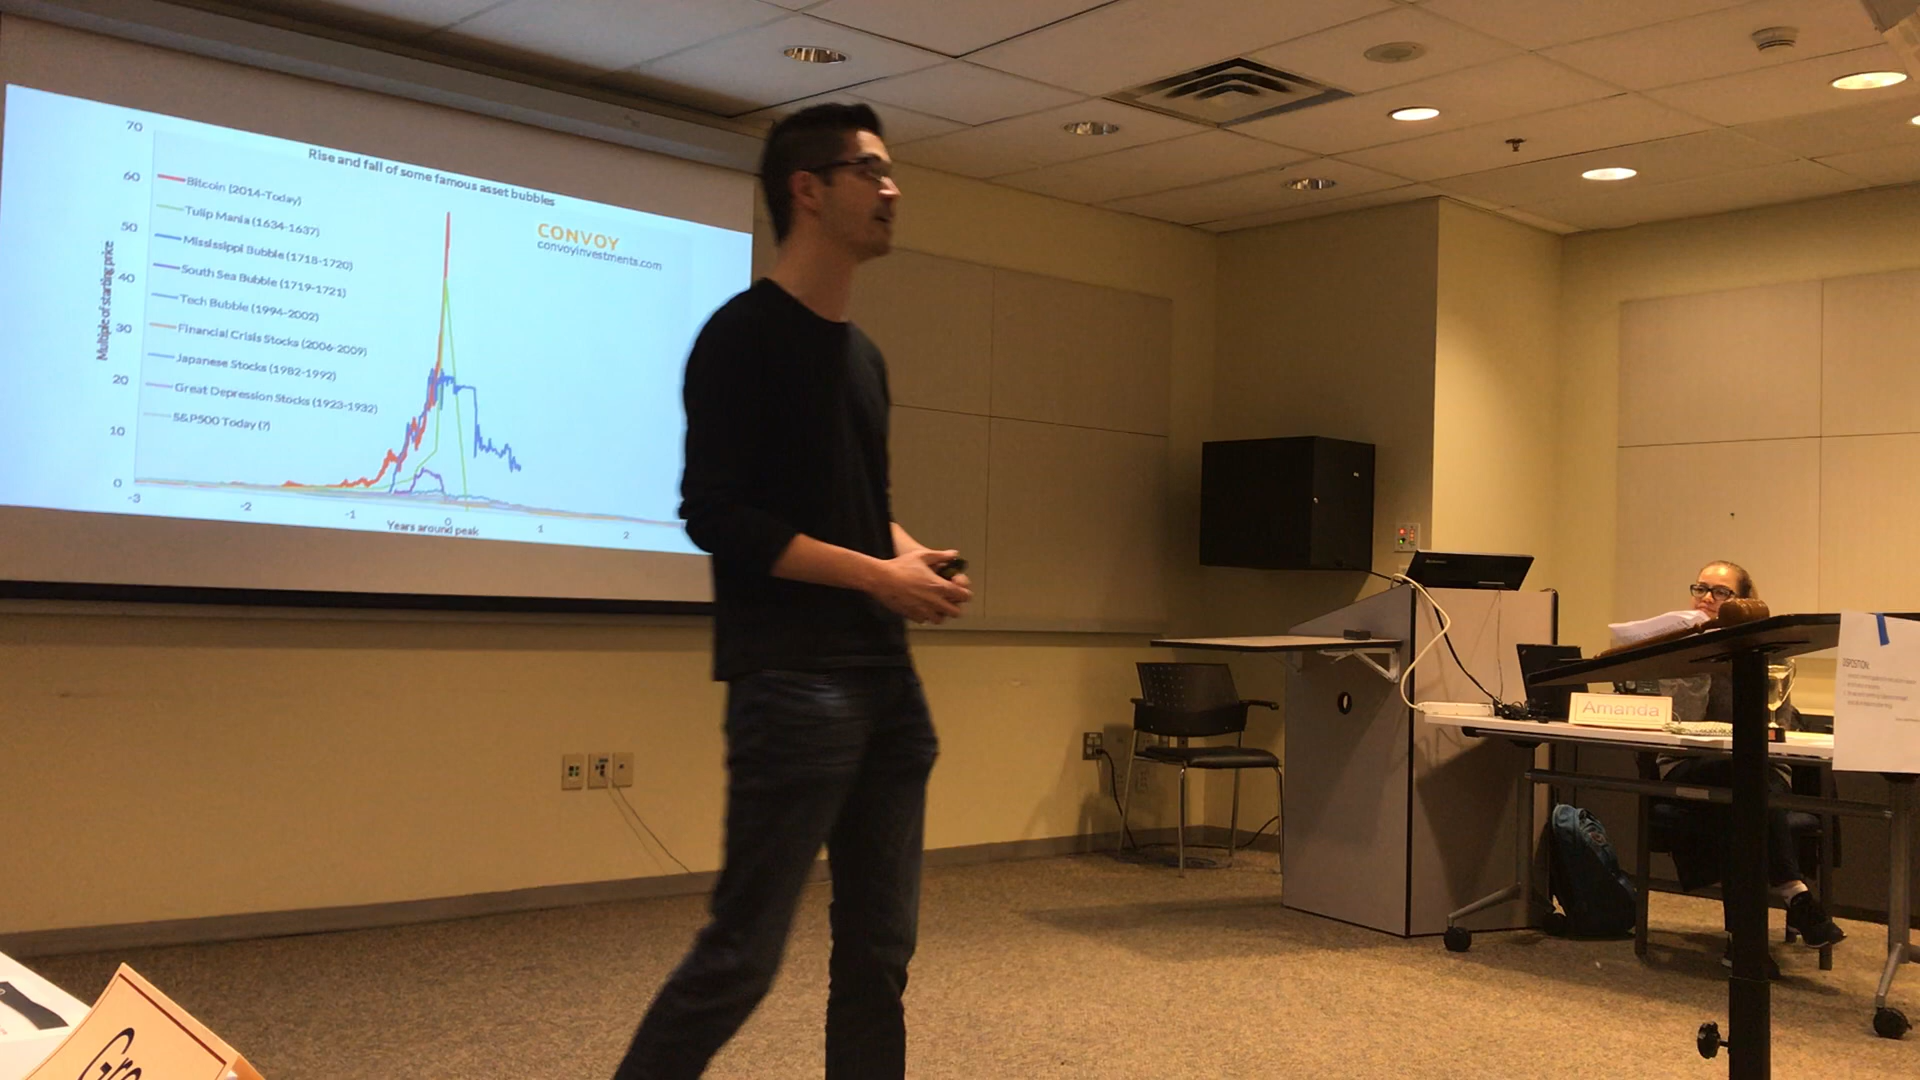 Rise and fall of some famous asset bubbles
CONVOY
convoyinvestments.com
Multiple of starting price
70
60
50
40
30
20
10
0
Bitcoin (2014-Today)
Tulip Mania (1634-1637)
Mississippi Bubble (1718-1720)
South Sea Bubble (1719-1721)
Tech Bubble (1994-2002)
Financial Crisis Stocks (2006-2009)
Japanese Stocks (1982-1992)
Great Depression Stocks (1923-1932)
S&P500 Today (?)
-3
-2
-1
0
1
2
Years around peak
Amanda
Gre